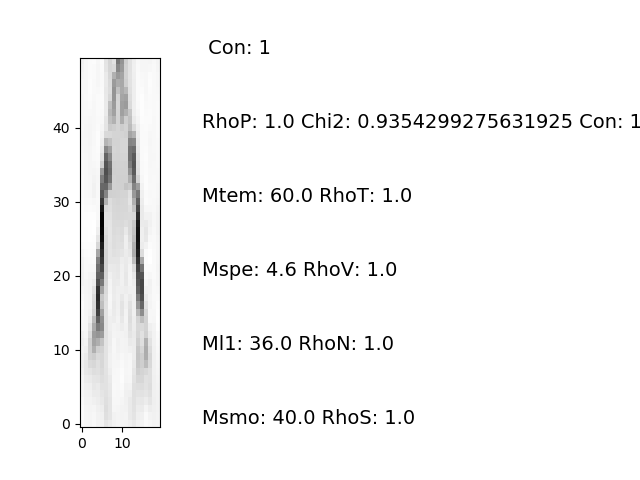 Con: 1
RhoP: 1.0 Chi2: 0.9354299275631925 Con: 1
40
Mtem: 60.0 RhoT: 1.0
30
Mspe: 4.6 RhoV: 1.0
20
Ml1: 36.0 RhoN: 1.0
10
Msmo: 40.0 RhoS: 1.0
0
0 10